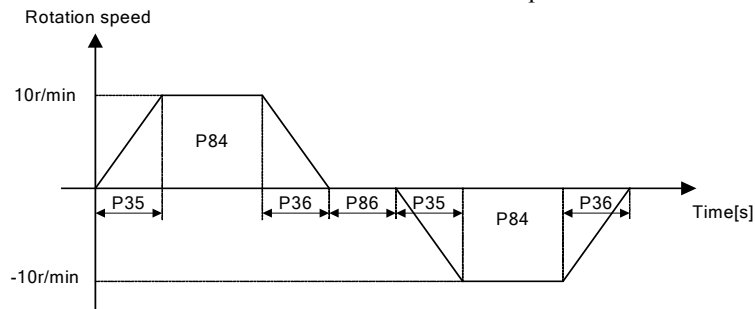 Rotation speed
10r/min
P84
P35 P36 P86 P35 P84 P36
Time[s]
-10r/min